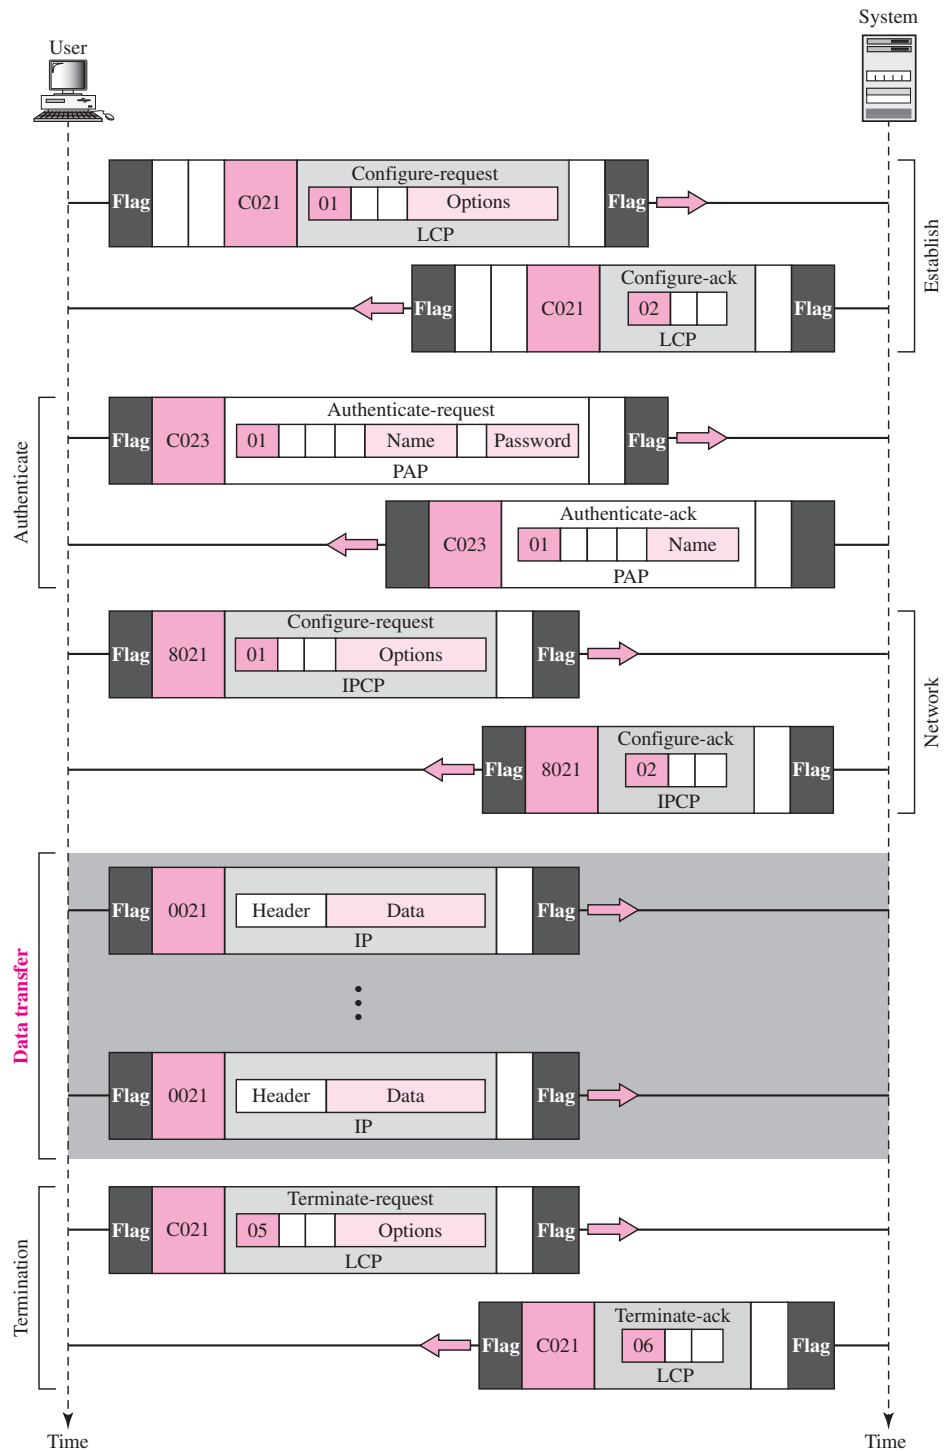 System
User
Configure-request
Flag C021 01 Options Flag
LCP
Establish
Configure-ack
Flag C021 02 Flag
LCP
Authenticate
Authenticate-request
Flag C023 01 Name Password Flag
PAP
Authenticate-ack
C023 01 Name
PAP
Configure-request
Flag 8021 01 Options Flag
IPCP
Network
Configure-ack
Flag 8021 02 Flag
IPCP
Data transfer
Flag 0021 Header Data Flag
IP
Flag 0021 Header Data Flag
IP
Termination
Terminate-request
Flag C021 05 Options Flag
LCP
Terminate-ack
Flag C021 06 Flag
LCP
Time Time